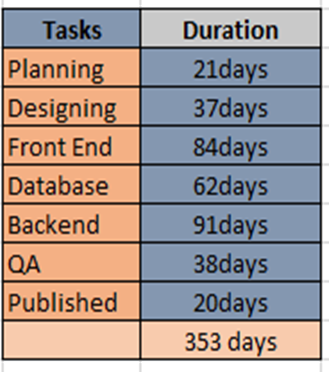 Tasks Duration
Planning 21days
Designing 37days
Front End 84days
Database 62days
Backend 91days
QA 38days
Published 20days
353 days